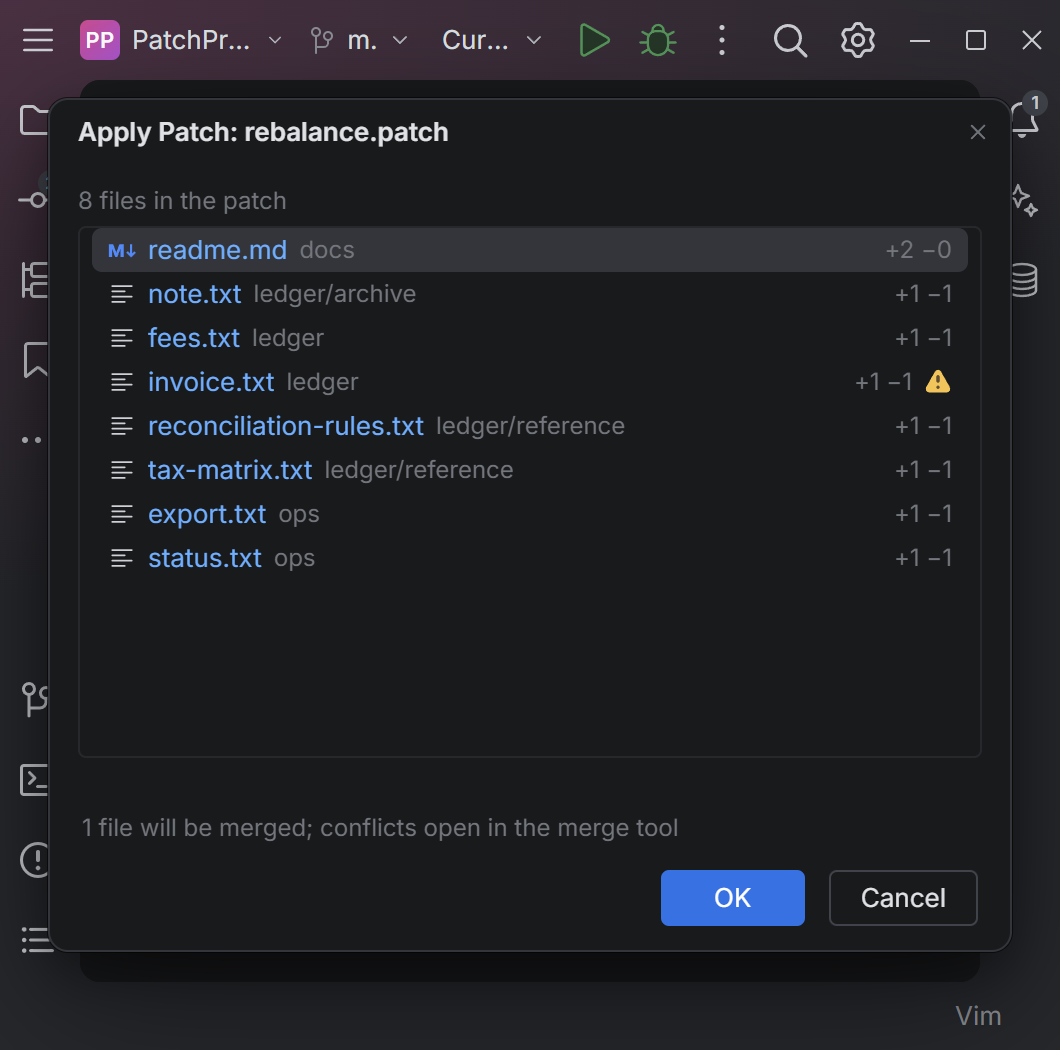 PP PatchPr... m. Cur...
1
Apply Patch: rebalance.patch
8 files in the patch
M↓ readme.md docs +2 −0
note.txt ledger/archive +1 −1
fees.txt ledger +1 −1
invoice.txt ledger +1 −1
reconciliation-rules.txt ledger/reference +1 −1
tax-matrix.txt ledger/reference +1 −1
export.txt ops +1 −1
status.txt ops +1 −1
1 file will be merged; conflicts open in the merge tool
OK Cancel
Vim